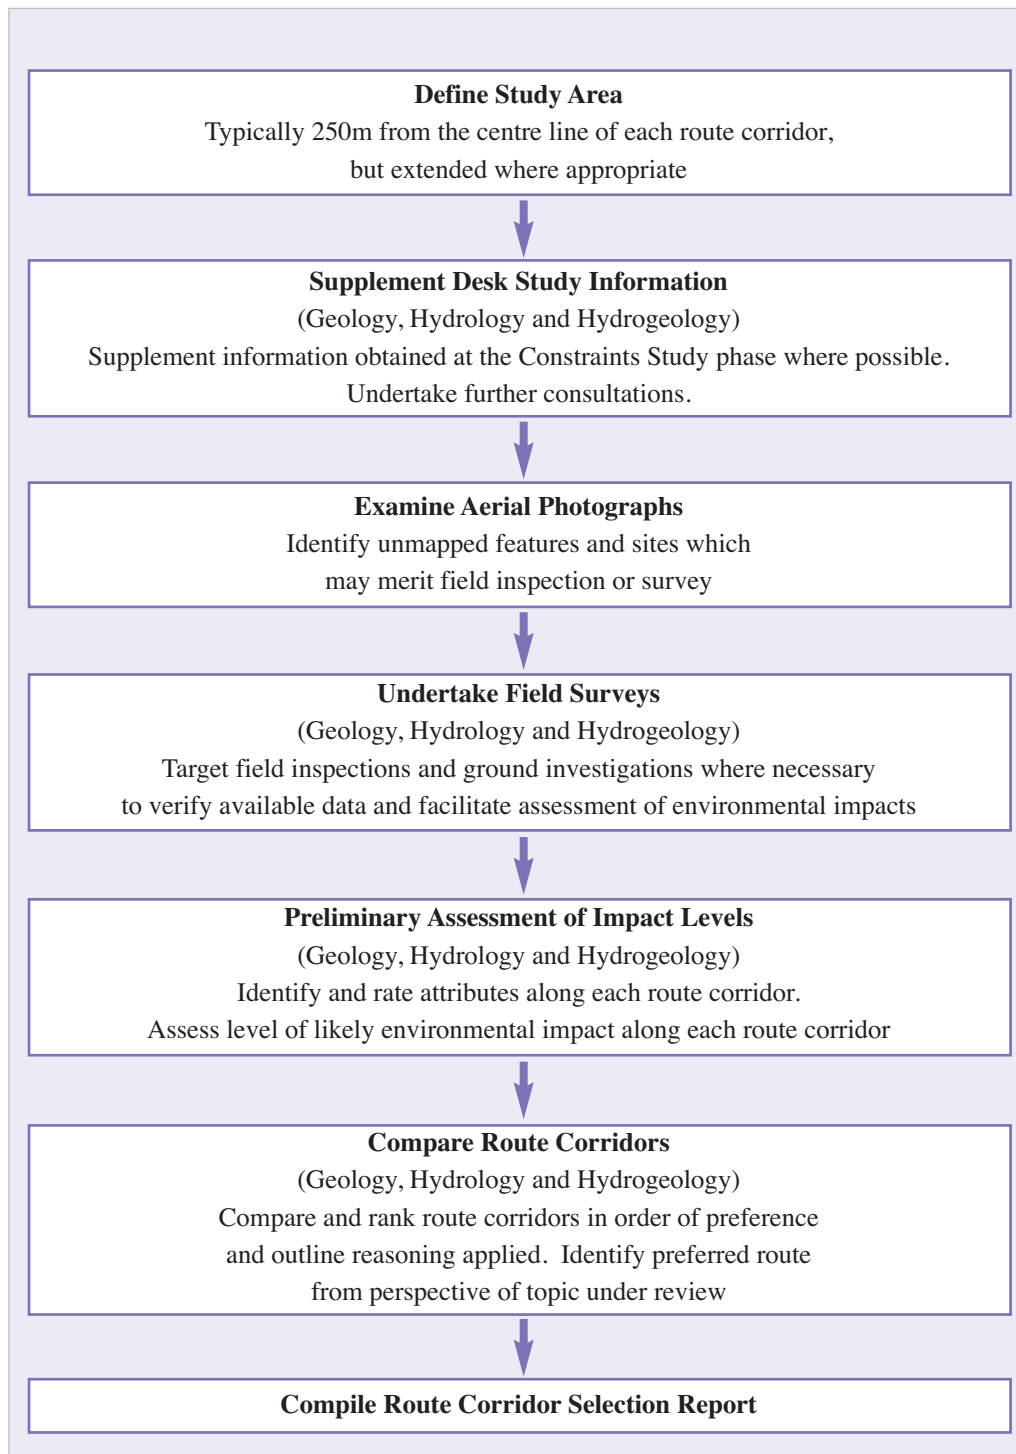 Define Study Area
Typically 250m from the centre line of each route corridor,
but extended where appropriate
Supplement Desk Study Information
(Geology, Hydrology and Hydrogeology)
Supplement information obtained at the Constraints Study phase where possible.
Undertake further consultations.
Examine Aerial Photographs
Identify unmapped features and sites which
may merit field inspection or survey
Undertake Field Surveys
(Geology, Hydrology and Hydrogeology)
Target field inspections and ground investigations where necessary
to verify available data and facilitate assessment of environmental impacts
Preliminary Assessment of Impact Levels
(Geology, Hydrology and Hydrogeology)
Identify and rate attributes along each route corridor.
Assess level of likely environmental impact along each route corridor
Compare Route Corridors
(Geology, Hydrology and Hydrogeology)
Compare and rank route corridors in order of preference
and outline reasoning applied.  Identify preferred route
from perspective of topic under review
Compile Route Corridor Selection Report